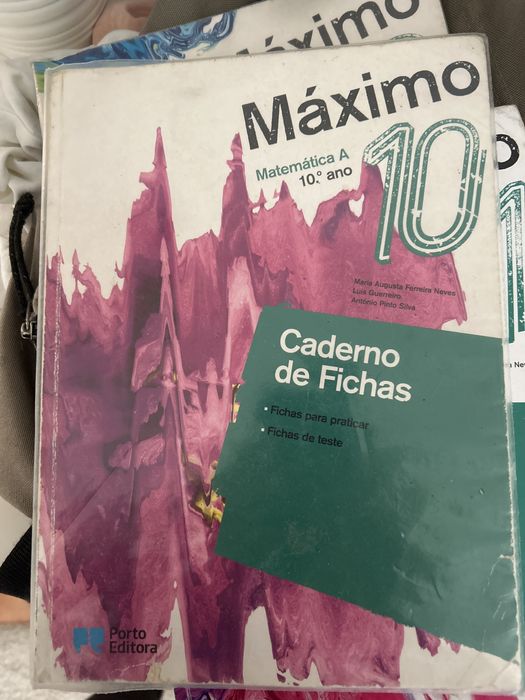 Máximo
Máximo
Matemática A
10.º ano
10
Maria Augusta Ferreira Neves
Luís Guerreiro
António Pinto Silva
Caderno
de Fichas
• Fichas para praticar
• Fichas de teste
Porto
Editora